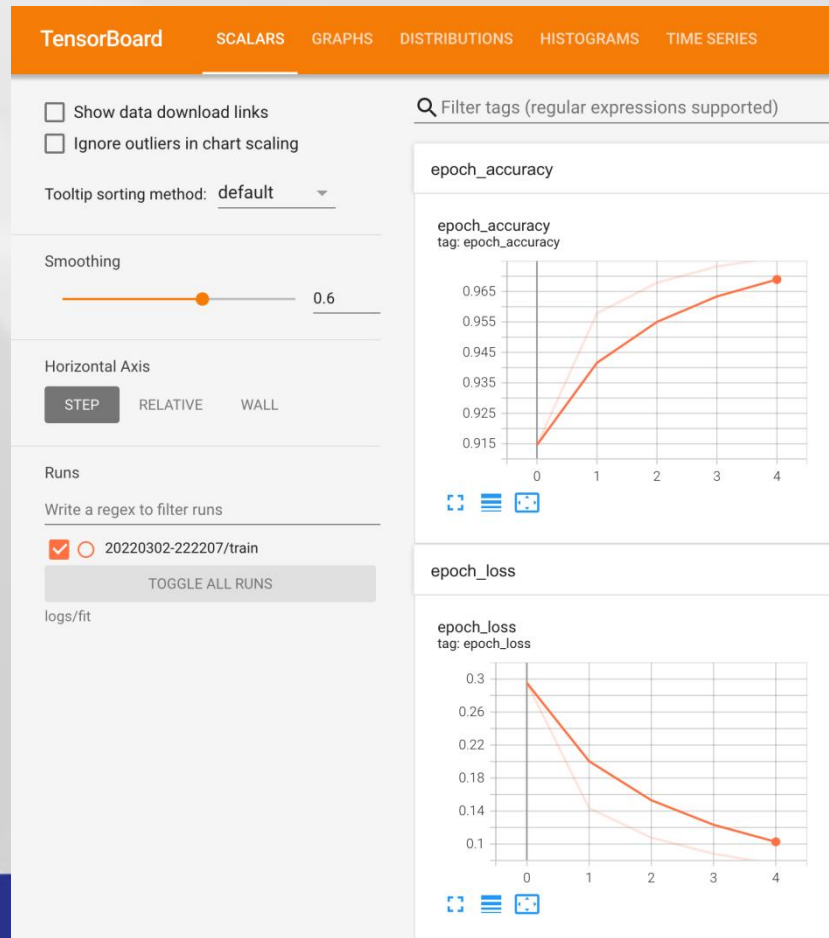 TensorBoard SCALARS GRAPHS DISTRIBUTIONS HISTOGRAMS TIME SERIES
Show data download links
Ignore outliers in chart scaling
Tooltip sorting method: default
Smoothing
0.6
Horizontal Axis
STEP RELATIVE WALL
Runs
Write a regex to filter runs
20220302-222207/train
TOGGLE ALL RUNS
logs/fit
Filter tags (regular expressions supported)
epoch_accuracy
epoch_accuracy
tag: epoch_accuracy
0.965
0.955
0.945
0.935
0.925
0.915
0 1 2 3 4
epoch_loss
epoch_loss
tag: epoch_loss
0.3
0.26
0.22
0.18
0.14
0.1
0 1 2 3 4